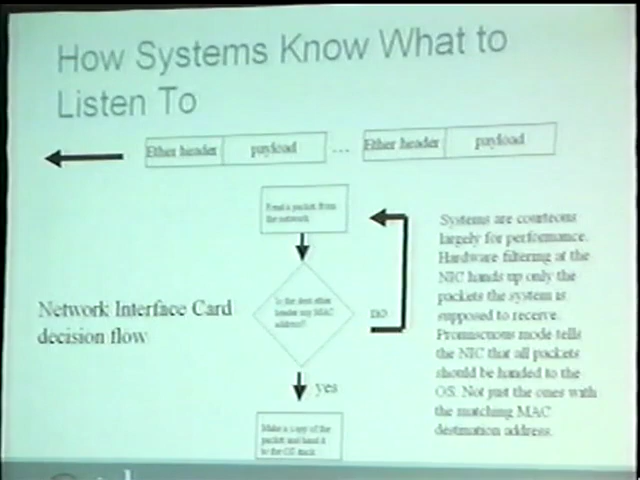 How Systems Know What to
Listen To
Ether header payload ... Ether header payload
Read a packet from
the network
Is the dest ether
header my MAC
address?
no
yes
Make a copy of the
packet and hand it
to the OS stack
Network Interface Card
decision flow
Systems are courteous
largely for performance.
Hardware filtering at the
NIC hands up only the
packets the system is
supposed to receive.
Promiscuous mode tells
the NIC that all packets
should be handed to the
OS. Not just the ones with
the matching MAC
destination address.